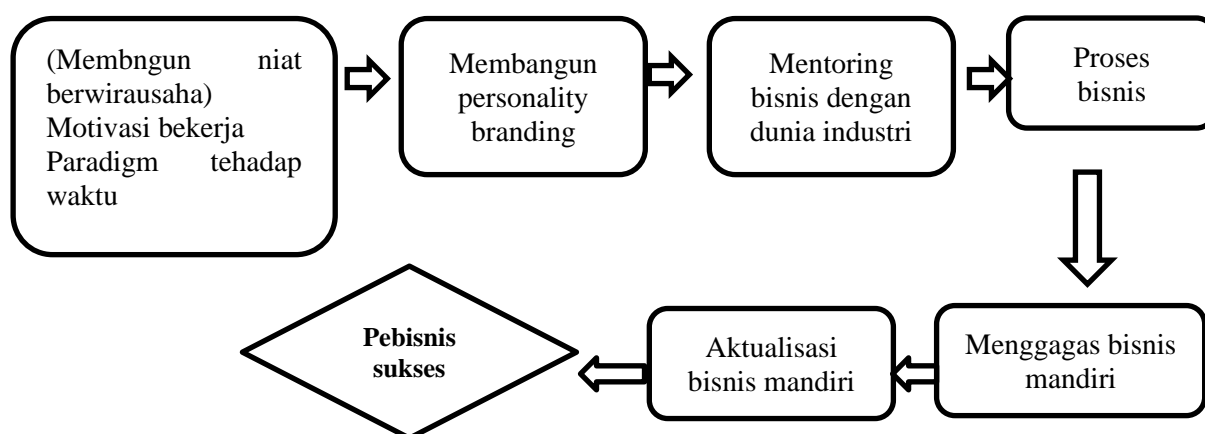 (Membngun niat
berwirausaha)
Motivasi bekerja
Paradigm tehadap
waktu
Membangun
personality
branding
Mentoring
bisnis dengan
dunia industri
Proses
bisnis
Menggagas bisnis
mandiri
Aktualisasi
bisnis mandiri
Pebisnis
sukses